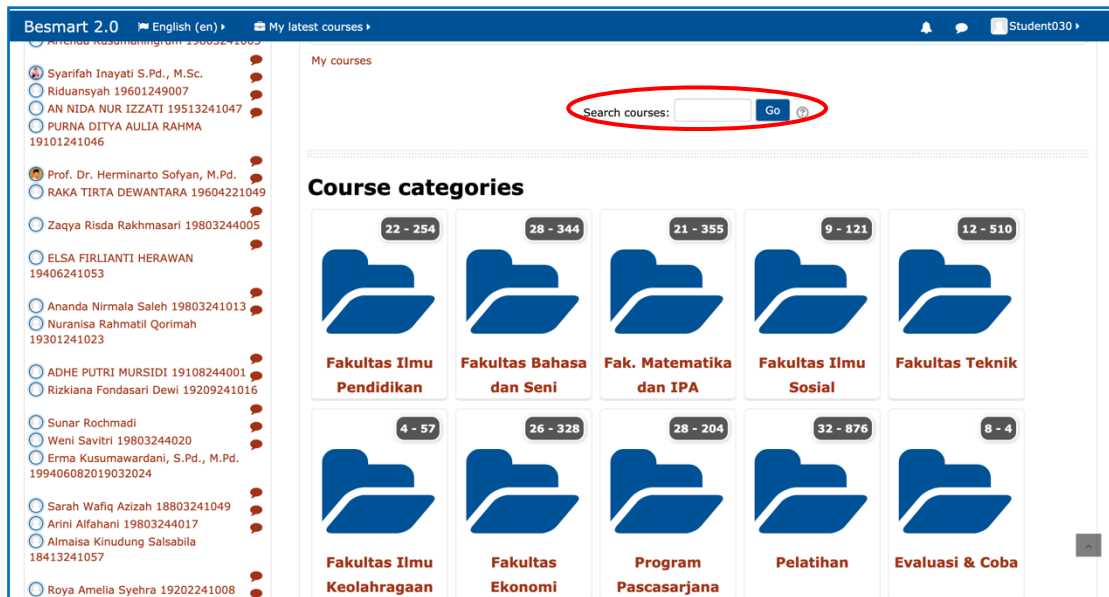 Besmart 2.0 English (en) My latest courses Student030
Arrenda Kusumaningrum 19809241005
Syarifah Inayati S.Pd., M.Sc.
Riduansyah 19601249007
AN NIDA NUR IZZATI 19513241047
PURNA DITYA AULIA RAHMA
19101241046
Prof. Dr. Herminarto Sofyan, M.Pd.
RAKA TIRTA DEWANTARA 19604221049
Zaqya Risda Rakhmasari 19803244005
ELSA FIRLIANTI HERAWAN
19406241053
Ananda Nirmala Saleh 19803241013
Nuranisa Rahmatil Qorimah
19301241023
ADHE PUTRI MURSIDI 19108244001
Rizkiana Fondasari Dewi 19209241016
Sunar Rochmadi
Weni Savitri 19803244020
Erma Kusumawardani, S.Pd., M.Pd.
199406082019032024
Sarah Wafiq Azizah 18803241049
Arini Alfahani 19803244017
Almaisa Kinudung Salsabila
18413241057
Roya Amelia Syehra 19202241008
My courses
Search courses: Go ?
Course categories
22 - 254
Fakultas Ilmu
Pendidikan
28 - 344
Fakultas Bahasa
dan Seni
21 - 355
Fak. Matematika
dan IPA
9 - 121
Fakultas Ilmu
Sosial
12 - 510
Fakultas Teknik
4 - 57
Fakultas Ilmu
Keolahragaan
26 - 328
Fakultas
Ekonomi
28 - 204
Program
Pascasarjana
32 - 876
Pelatihan
8 - 4
Evaluasi & Coba